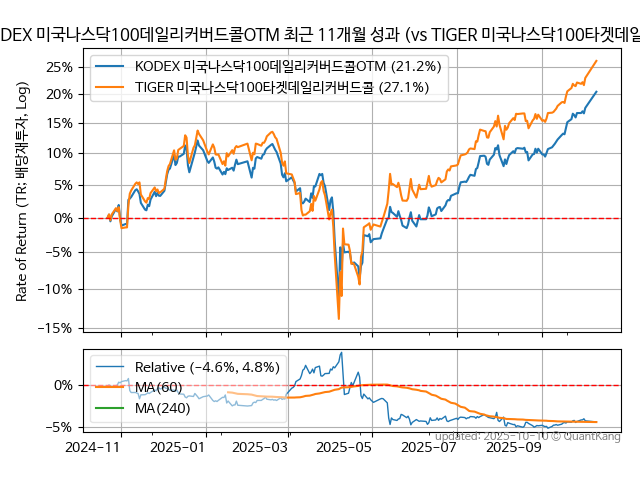 DEX 미국나스닥100데일리커버드콜OTM 최근 11개월 성과 (vs TIGER 미국나스닥100타겟데일리
KODEX 미국나스닥100데일리커버드콜OTM (21.2%)
TIGER 미국나스닥100타겟데일리커버드콜 (27.1%)
Rate of Return (TR: 배당재투자, Log)
25%
20%
15%
10%
5%
0%
−5%
−10%
−15%
Relative (−4.6%, 4.8%)
MA(60)
MA(240)
0%
−5%
2024−11
2025−01
2025−03
2025−05
2025−07
2025−09
updated: 2025-10-10 © QuantKang